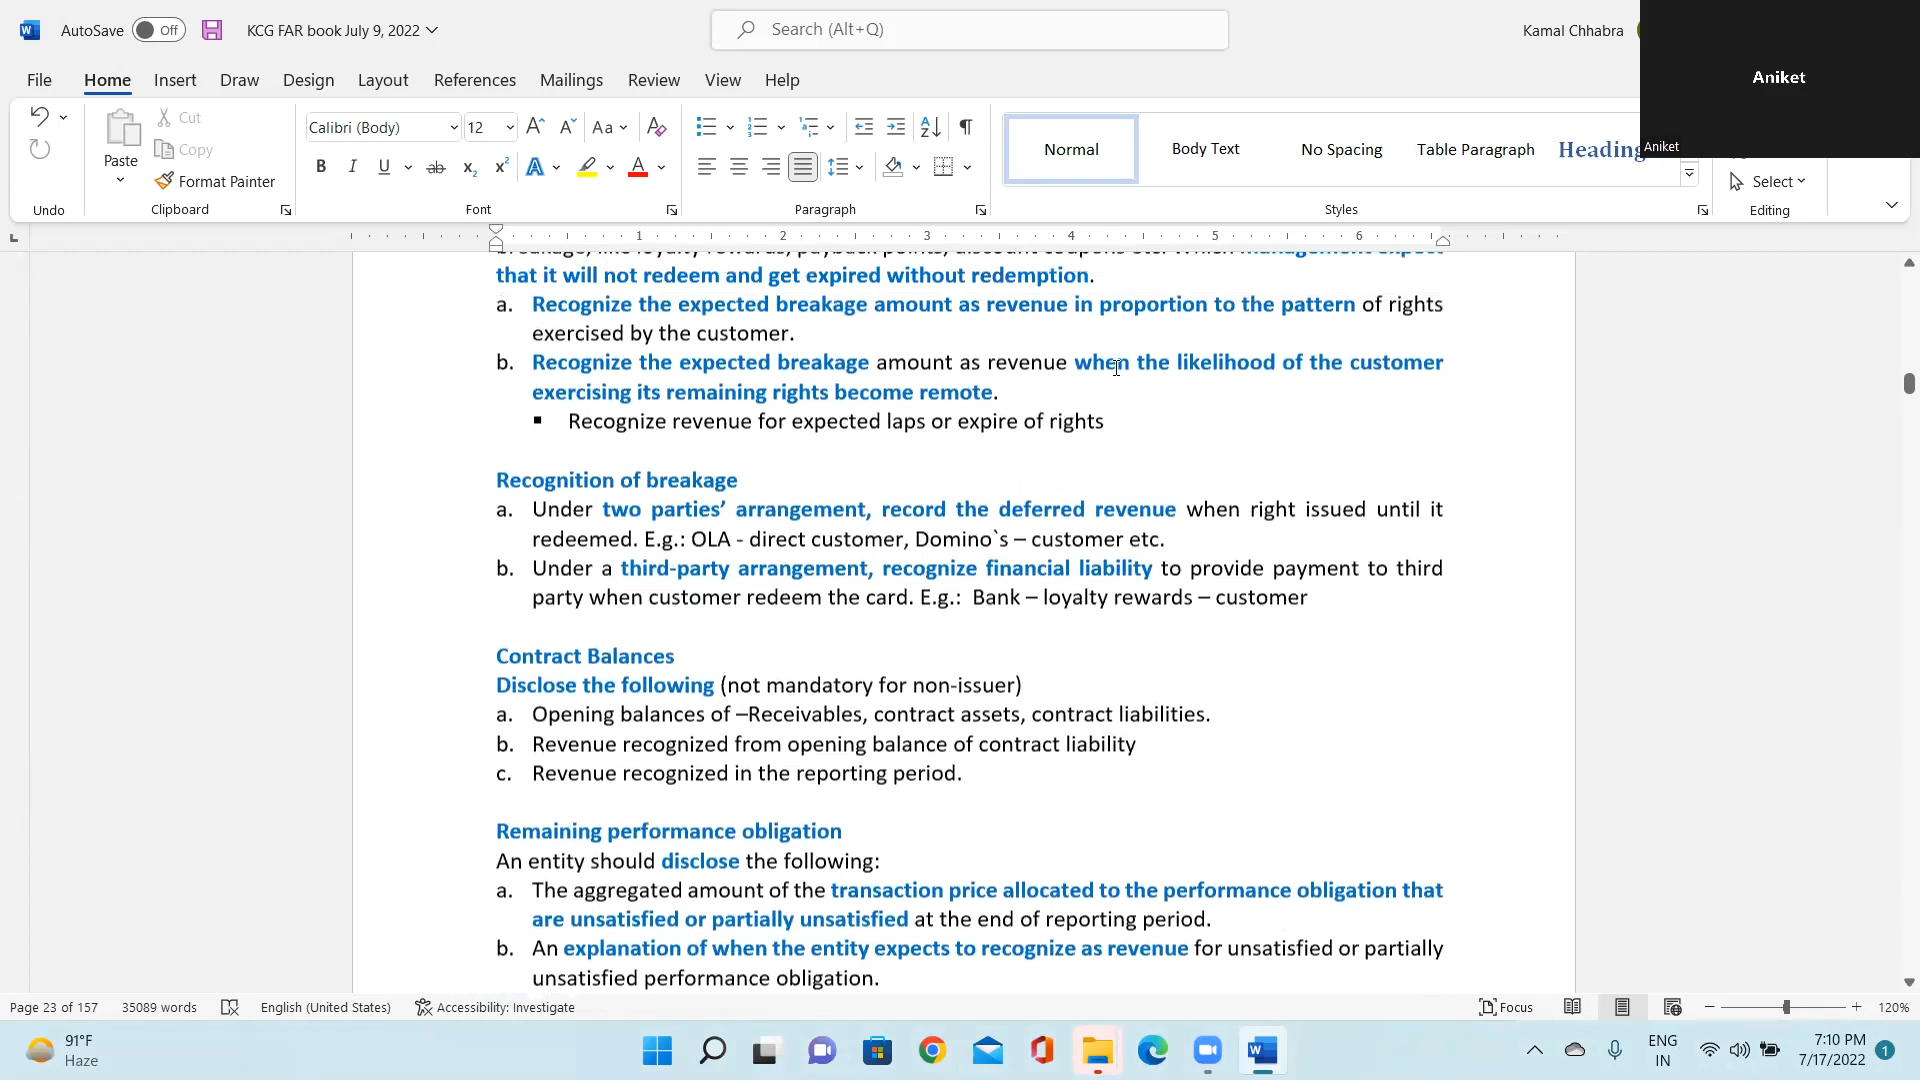 AutoSave Off KCG FAR book July 9, 2022 Search (Alt+Q) Kamal Chhabra
Aniket
File Home Insert Draw Design Layout References Mailings Review View Help
Aniket
Paste Cut Copy Format Painter
Calibri (Body) 12 Aa
B I U ab x₂ x² A A
Normal Body Text No Spacing Table Paragraph Heading
Select
Undo Clipboard Font Paragraph Styles Editing
1 2 3 4 5 6
that it will not redeem and get expired without redemption.
a. Recognize the expected breakage amount as revenue in proportion to the pattern of rights
exercised by the customer.
b. Recognize the expected breakage amount as revenue when the likelihood of the customer
exercising its remaining rights become remote.
▪ Recognize revenue for expected laps or expire of rights
Recognition of breakage
a. Under two parties’ arrangement, record the deferred revenue when right issued until it
redeemed. E.g.: OLA - direct customer, Domino`s – customer etc.
b. Under a third-party arrangement, recognize financial liability to provide payment to third
party when customer redeem the card. E.g.: Bank – loyalty rewards – customer
Contract Balances
Disclose the following (not mandatory for non-issuer)
a. Opening balances of –Receivables, contract assets, contract liabilities.
b. Revenue recognized from opening balance of contract liability
c. Revenue recognized in the reporting period.
Remaining performance obligation
An entity should disclose the following:
a. The aggregated amount of the transaction price allocated to the performance obligation that
are unsatisfied or partially unsatisfied at the end of reporting period.
b. An explanation of when the entity expects to recognize as revenue for unsatisfied or partially
unsatisfied performance obligation.
Page 23 of 157 35089 words English (United States) Accessibility: Investigate Focus 120%
91°F
Haze
ENG
IN
7:10 PM
7/17/2022
1